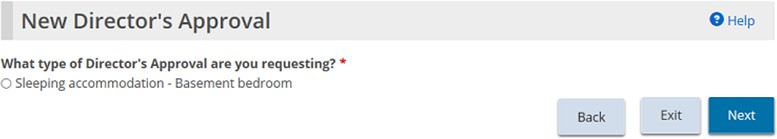 New Director's Approval
Help
What type of Director's Approval are you requesting? *
Sleeping accommodation - Basement bedroom
Back Exit Next